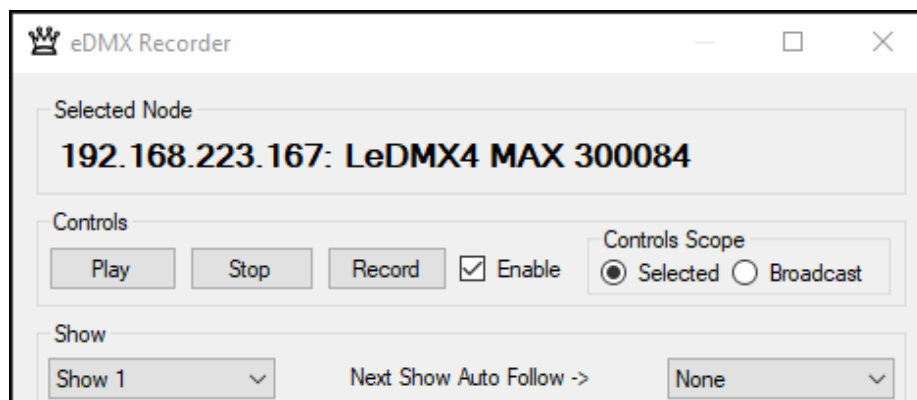 eDMX Recorder
Selected Node
192.168.223.167: LeDMX4 MAX 300084
Controls
Play Stop Record Enable
Controls Scope
Selected Broadcast
Show
Show 1 Next Show Auto Follow -> None